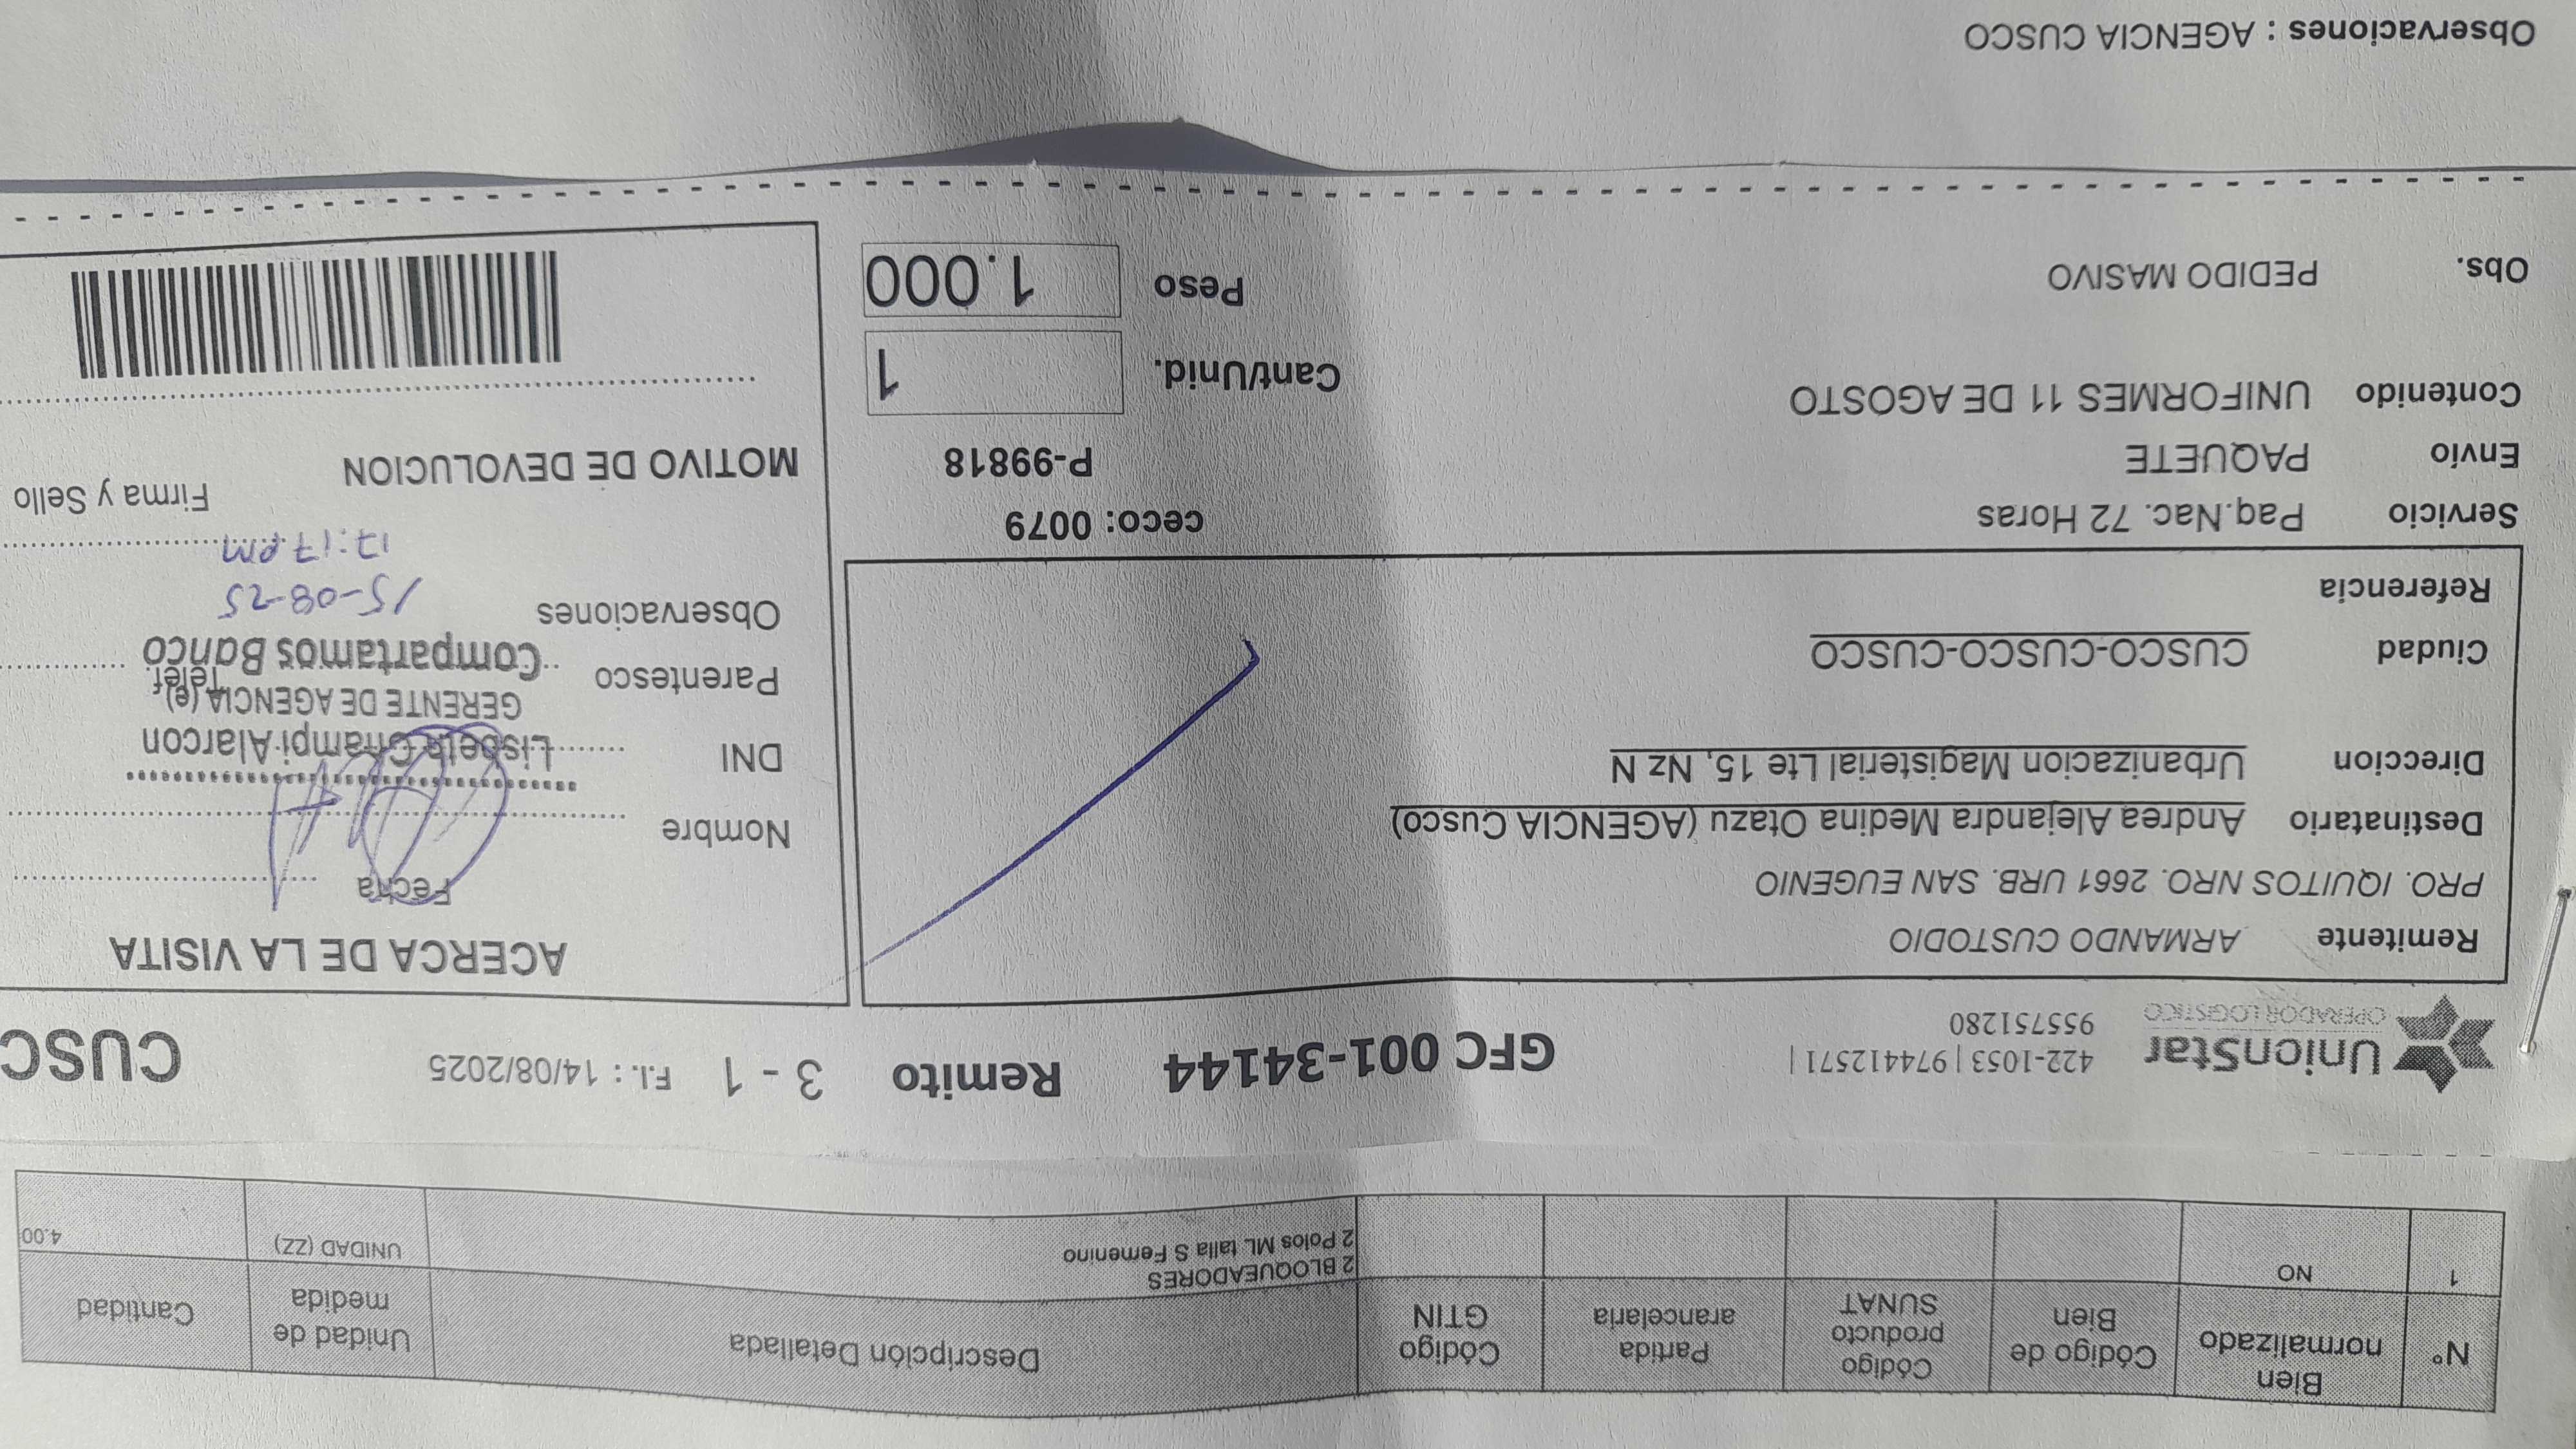 N°
Bien normalizado
Código de Bien
Código producto SUNAT
Partida arancelaria
Código GTIN
Descripción Detallada
Unidad de medida
Cantidad
1
NO
2 BLOQUEADORES
2 Polos ML talla S Femenino
UNIDAD (ZZ)
4.00
UnionStar
OPERADOR LOGISTICO
422-1053 | 974412571 |
955751280
GFC 001-34144
Remito
3 - 1
F.I.: 14/08/2025
CUSC
Remitente ARMANDO CUSTODIO
PRO. IQUITOS NRO. 2661 URB. SAN EUGENIO
Destinatario Andrea Alejandra Medina Otazu (AGENCIA Cusco)
Direccion Urbanizacion Magisterial Lte 15, Nz N
Ciudad CUSCO-CUSCO-CUSCO
Referencia
Servicio Paq.Nac. 72 Horas
Envío PAQUETE
Contenido UNIFORMES 11 DE AGOSTO
Obs. PEDIDO MASIVO
ceco: 0079
P-99818
Cant/Unid. 1
Peso 1.000
ACERCA DE LA VISITA
Fecha
Nombre
DNI
Lisbeth Champi Alarcon
GERENTE DE AGENCIA (e)
Telef.
Parentesco
Compartamos Banco
Observaciones
15-08-25
17:17 pm
Firma y Sello
MOTIVO DE DEVOLUCION
Observaciones : AGENCIA CUSCO